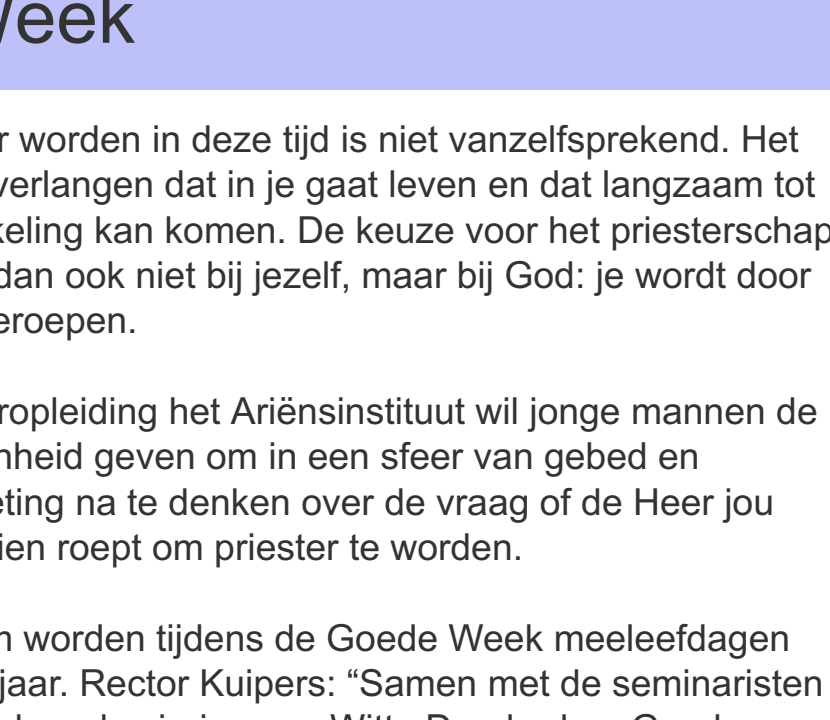 Week
r worden in deze tijd is niet vanzelfsprekend. Het
verlangen dat in je gaat leven en dat langzaam tot
keling kan komen. De keuze voor het priesterschap
dan ook niet bij jezelf, maar bij God: je wordt door
eroepen.
ropleiding het Ariënsinstituut wil jonge mannen de
nheid geven om in een sfeer van gebed en
eting na te denken over de vraag of de Heer jou
ien roept om priester te worden.
m worden tijdens de Goede Week meeleefdagen
jaar. Rector Kuipers: “Samen met de seminaristen